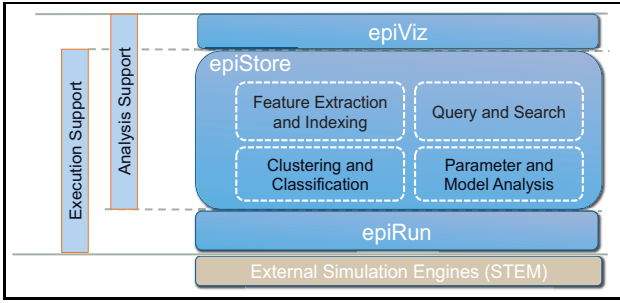 epiViz
epiStore
Feature Extraction
and Indexing
Query and Search
Clustering and
Classification
Parameter and
Model Analysis
epiRun
External Simulation Engines (STEM)
Execution Support
Analysis Support